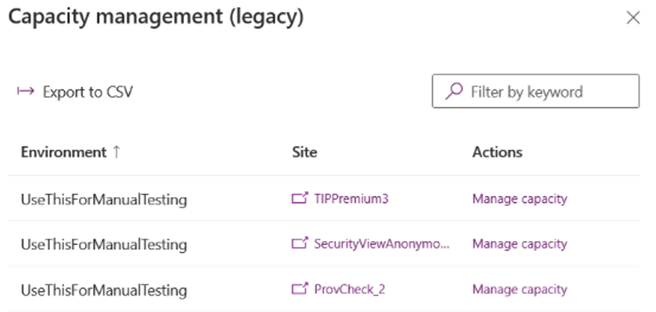 Capacity management (legacy)
Export to CSV
Filter by keyword
Environment ↑ Site Actions
UseThisForManualTesting TIPPremium3 Manage capacity
UseThisForManualTesting SecurityViewAnonymo... Manage capacity
UseThisForManualTesting ProvCheck_2 Manage capacity